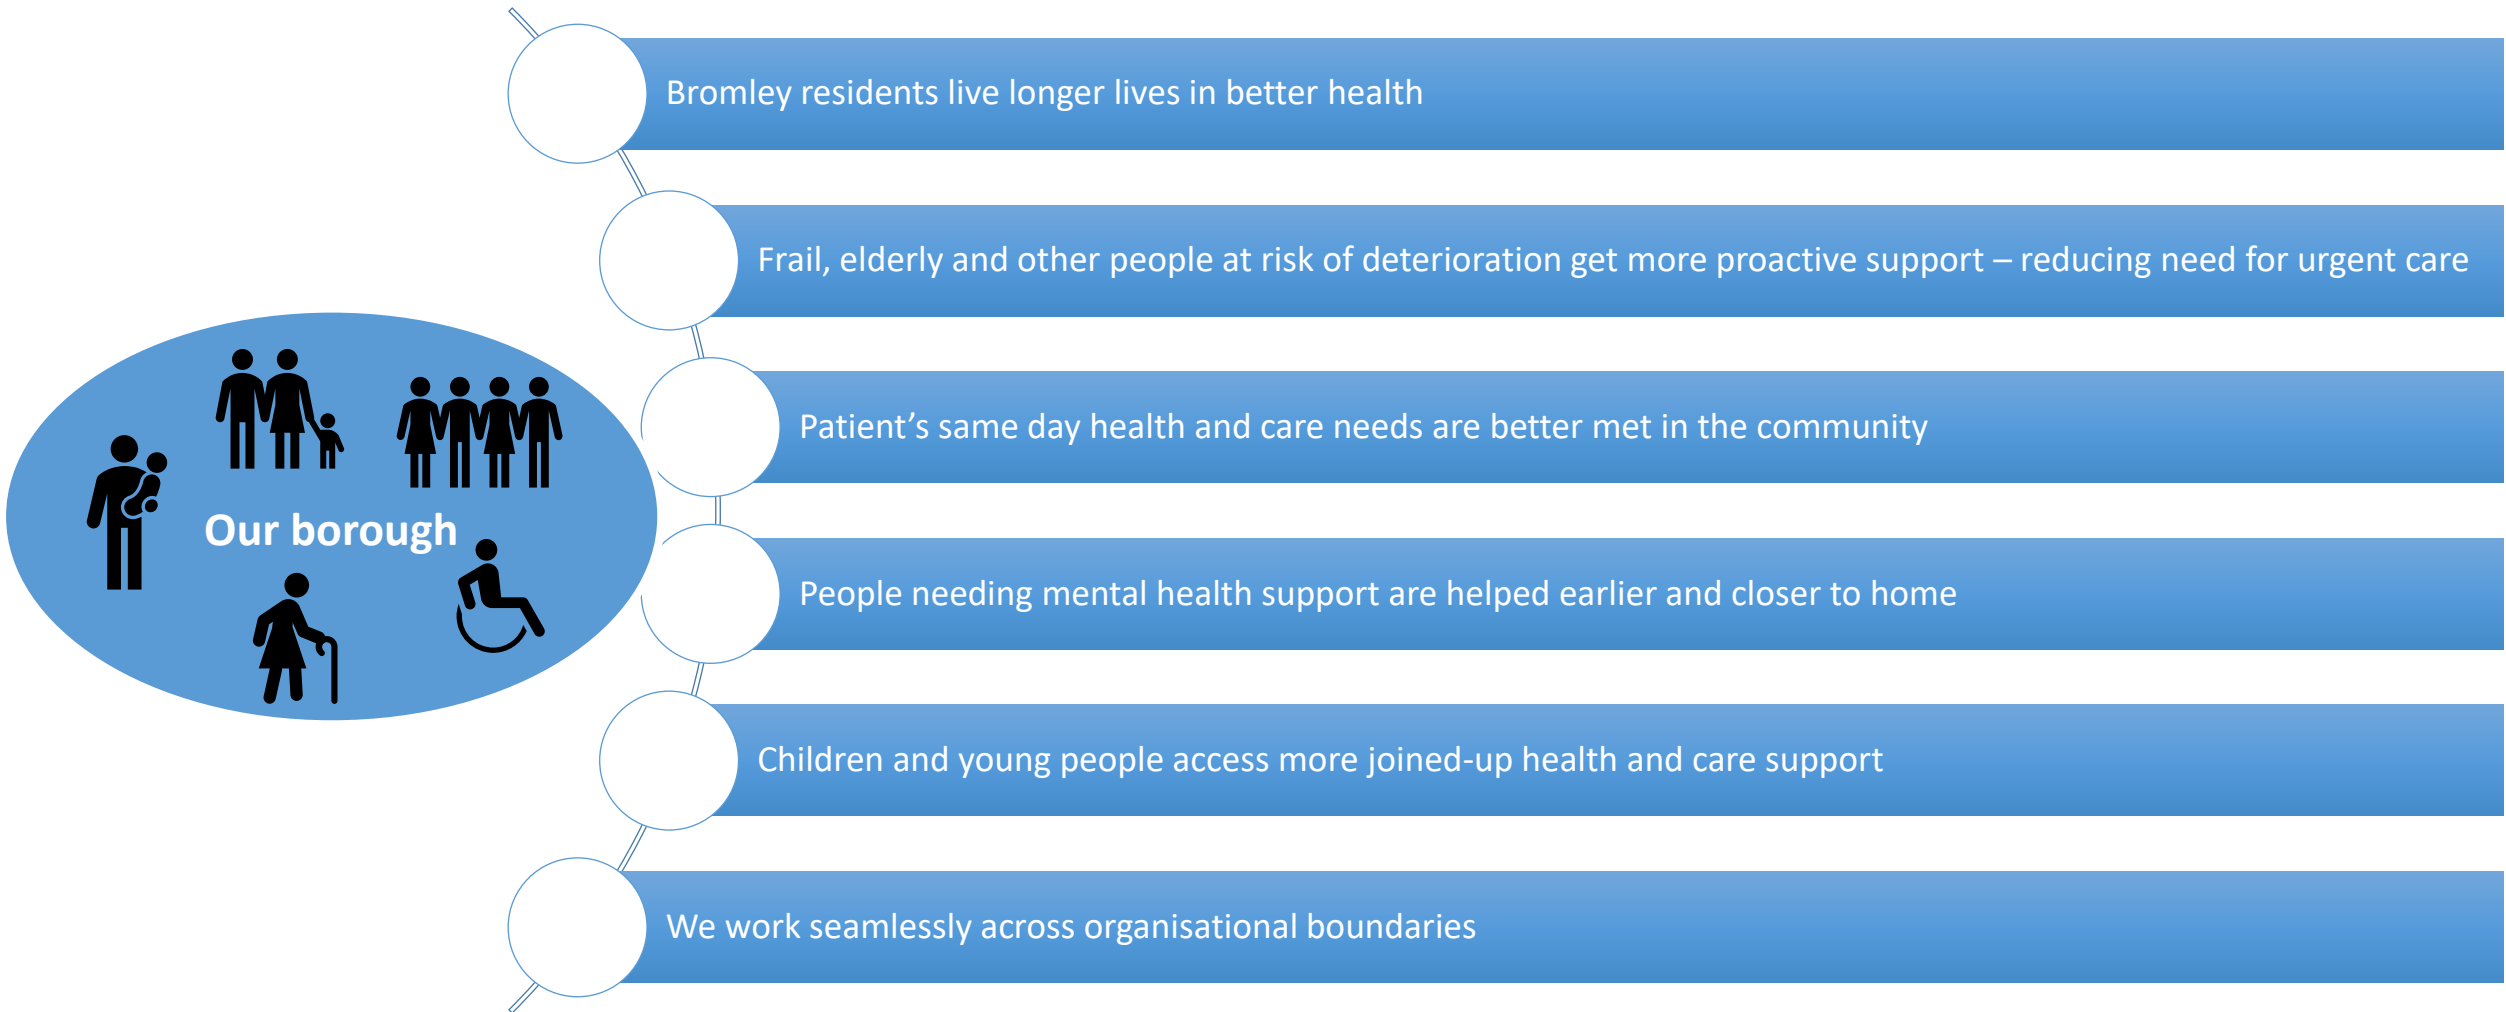 Bromley residents live longer lives in better health
Frail, elderly and other people at risk of deterioration get more proactive support – reducing need for urgent care
Patient’s same day health and care needs are better met in the community
Our borough
People needing mental health support are helped earlier and closer to home
Children and young people access more joined-up health and care support
We work seamlessly across organisational boundaries